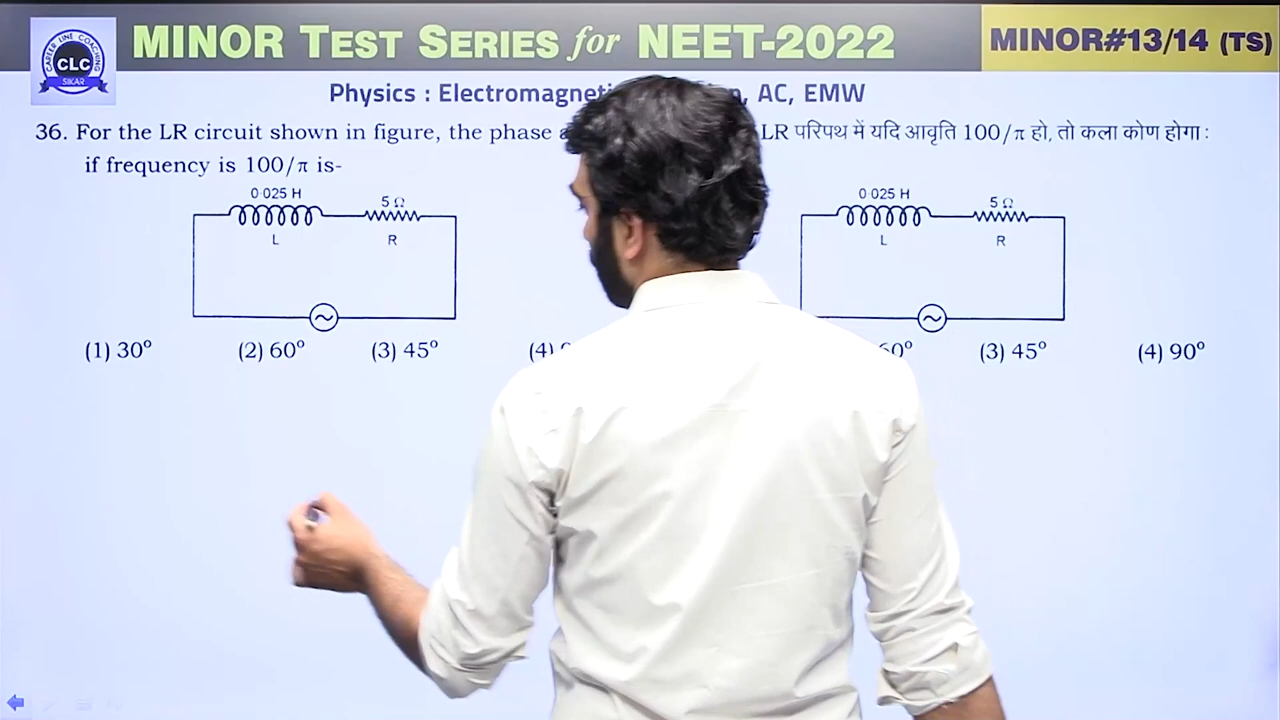 MINOR TEST SERIES for NEET-2022
MINOR#13/14 (TS)
CAREER LINE COACHING
CLC
SIKAR
Physics : Electromagnetic , AC, EMW
36. For the LR circuit shown in figure, the phase
if frequency is 100/π is-
0·025 H
5 Ω
L
R
(1) 30°
(2) 60°
(3) 45°
(4)
LR परिपथ में यदि आवृति 100/π हो, तो कला कोण होगा :
0·025 H
5 Ω
L
R
60°
(3) 45°
(4) 90°